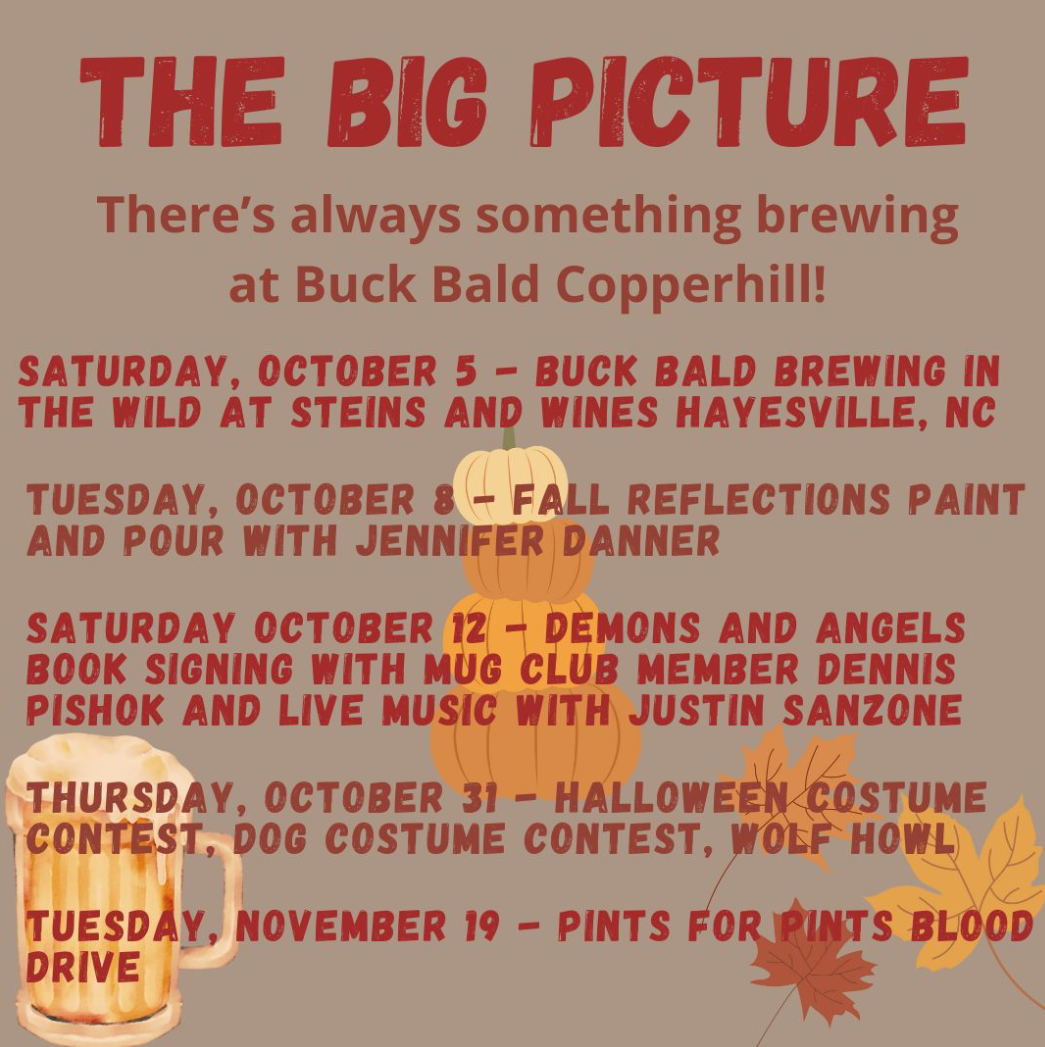 THE BIG PICTURE
There's always something brewing
at Buck Bald Copperhill!
SATURDAY, OCTOBER 5 – BUCK BALD BREWING IN
THE WILD AT STEINS AND WINES HAYESVILLE, NC
TUESDAY, OCTOBER 8 – FALL REFLECTIONS PAINT
AND POUR WITH JENNIFER DANNER
SATURDAY OCTOBER 12 – DEMONS AND ANGELS
BOOK SIGNING WITH MUG CLUB MEMBER DENNIS
PISHOK AND LIVE MUSIC WITH JUSTIN SANZONE
THURSDAY, OCTOBER 31 – HALLOWEEN COSTUME
CONTEST, DOG COSTUME CONTEST, WOLF HOWL
TUESDAY, NOVEMBER 19 – PINTS FOR PINTS BLOOD
DRIVE